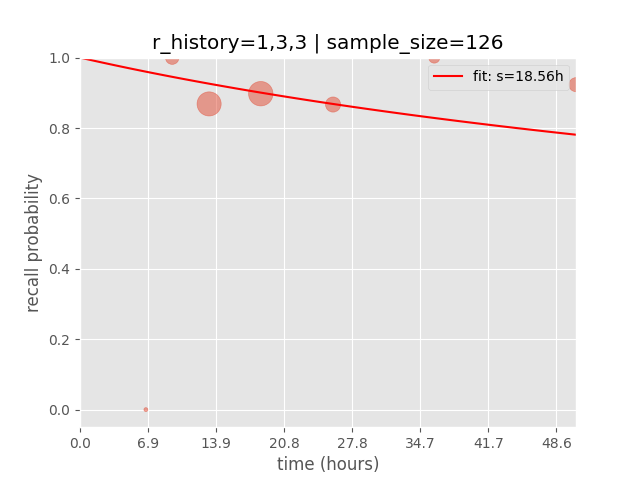 r_history=1,3,3 | sample_size=126
fit: s=18.56h
recall probability
1.0
0.8
0.6
0.4
0.2
0.0
0.0 6.9 13.9 20.8 27.8 34.7 41.7 48.6
time (hours)